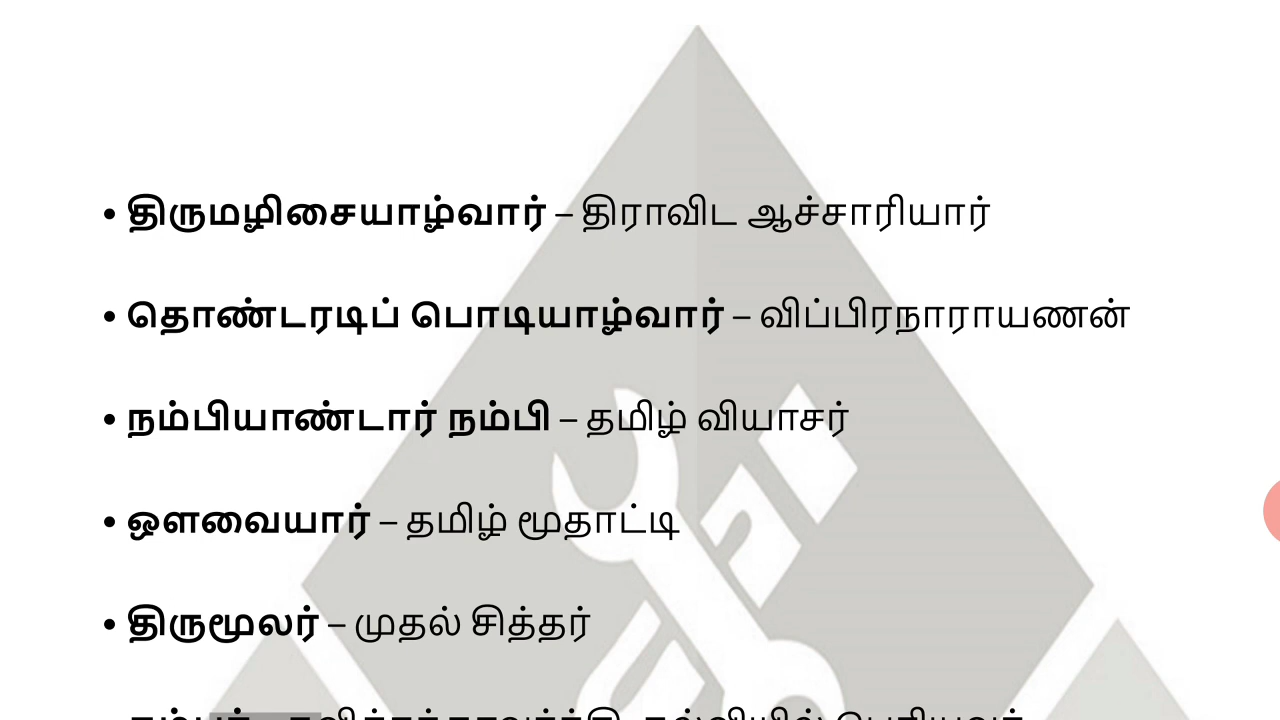 • திருமழிசையாழ்வார் – திராவிட ஆச்சாரியார்
• தொண்டரடிப் பொடியாழ்வார் – விப்பிரநாராயணன்
• நம்பியாண்டார் நம்பி – தமிழ் வியாசர்
• ஔவையார் – தமிழ் மூதாட்டி
• திருமூலர் – முதல் சித்தர்